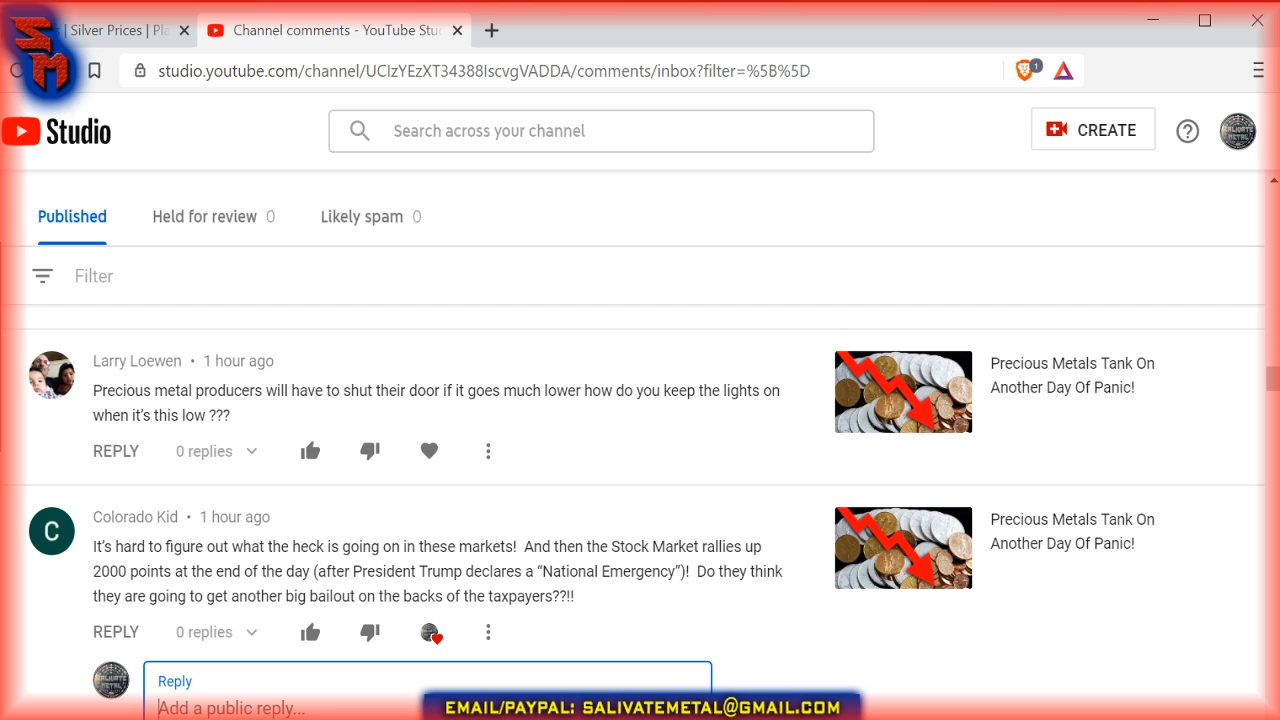 SM
| Silver Prices | Pla
Channel comments - YouTube Stud
studio.youtube.com/channel/UCIzYEzXT34388IscvgVADDA/comments/inbox?filter=%5B%5D
1
Studio
Search across your channel
CREATE
Published
Held for review 0
Likely spam 0
Filter
Larry Loewen • 1 hour ago
Precious metal producers will have to shut their door if it goes much lower how do you keep the lights on
when it’s this low ???
REPLY 0 replies
Precious Metals Tank On
Another Day Of Panic!
C
Colorado Kid • 1 hour ago
It’s hard to figure out what the heck is going on in these markets! And then the Stock Market rallies up
2000 points at the end of the day (after President Trump declares a “National Emergency”)! Do they think
they are going to get another big bailout on the backs of the taxpayers??!!
REPLY 0 replies
Precious Metals Tank On
Another Day Of Panic!
Reply
Add a public reply...
EMAIL/PAYPAL: SALIVATEMETAL@GMAIL.COM